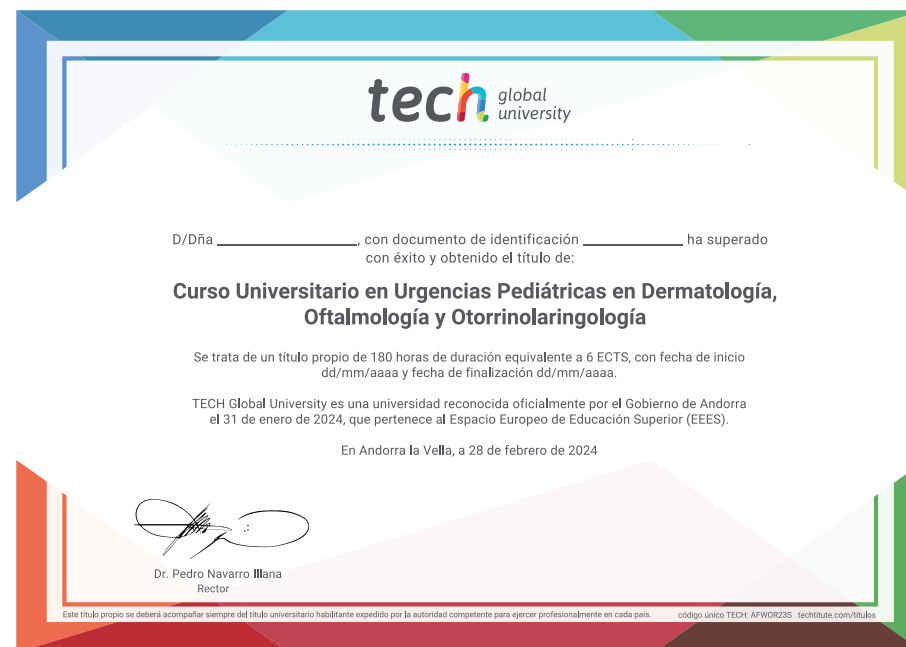 tech global university
D/Dña ____________________, con documento de identificación ______________ ha superado
con éxito y obtenido el título de:
Curso Universitario en Urgencias Pediátricas en Dermatología,
Oftalmología y Otorrinolaringología
Se trata de un título propio de 180 horas de duración equivalente a 6 ECTS, con fecha de inicio
dd/mm/aaaa y fecha de finalización dd/mm/aaaa.
TECH Global University es una universidad reconocida oficialmente por el Gobierno de Andorra
el 31 de enero de 2024, que pertenece al Espacio Europeo de Educación Superior (EEES).
En Andorra la Vella, a 28 de febrero de 2024
Dr. Pedro Navarro Illana
Rector
Este título propio se deberá acompañar siempre del título universitario habilitante expedido por la autoridad competente para ejercer profesionalmente en cada país. código único TECH: AFWOR23S techtitute.com/titulos